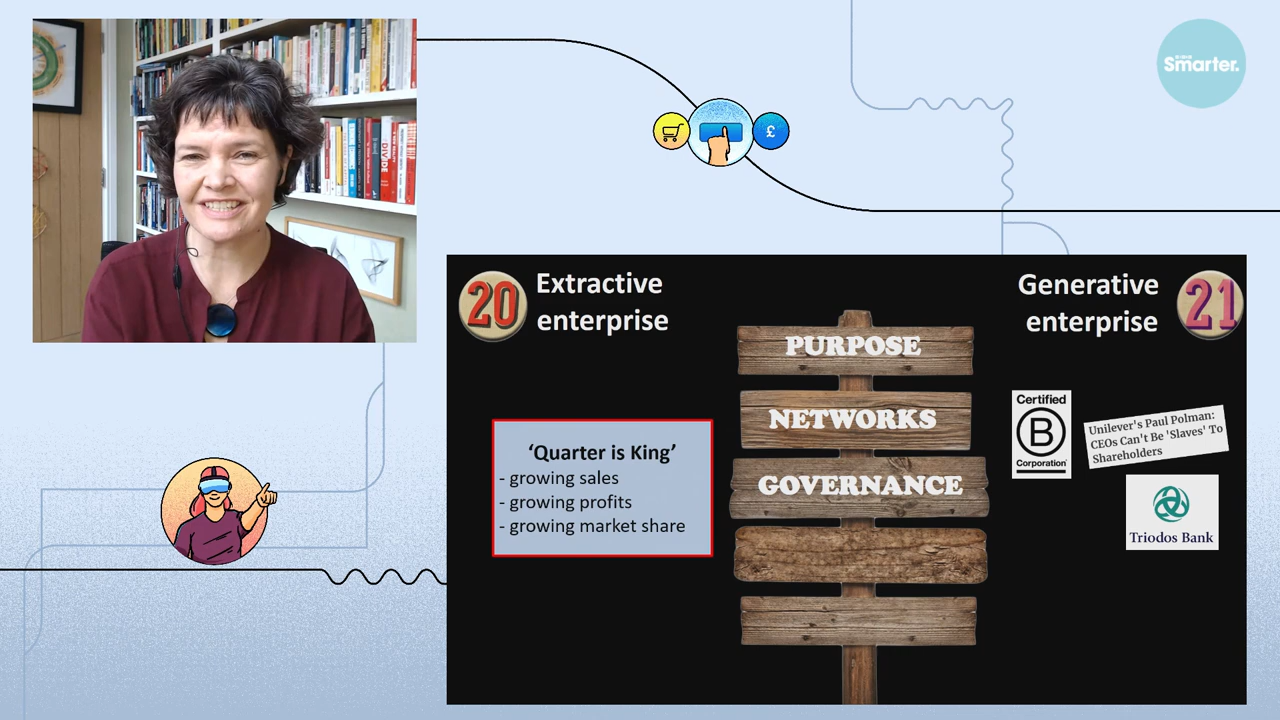 Smarter.
£
DIVIDE
20
Extractive
enterprise
Generative
enterprise
21
PURPOSE
NETWORKS
GOVERNANCE
‘Quarter is King’
- growing sales
- growing profits
- growing market share
Certified
B
Corporation
Unilever's Paul Polman:
CEOs Can't Be 'Slaves' To
Shareholders
Triodos Bank